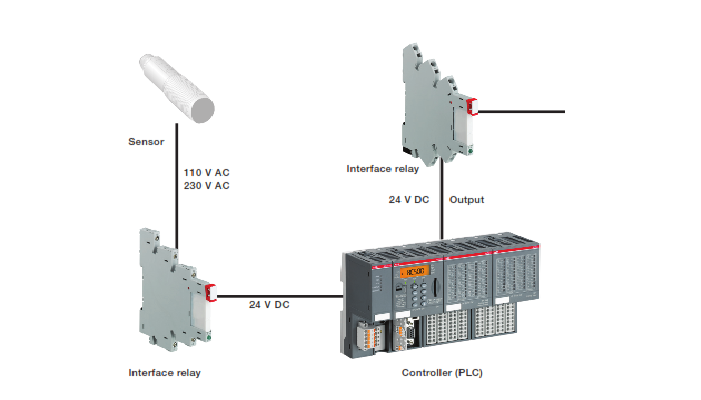 Sensor
110 V AC
230 V AC
Interface relay
24 V DC
Output
24 V DC
Interface relay
Controller (PLC)